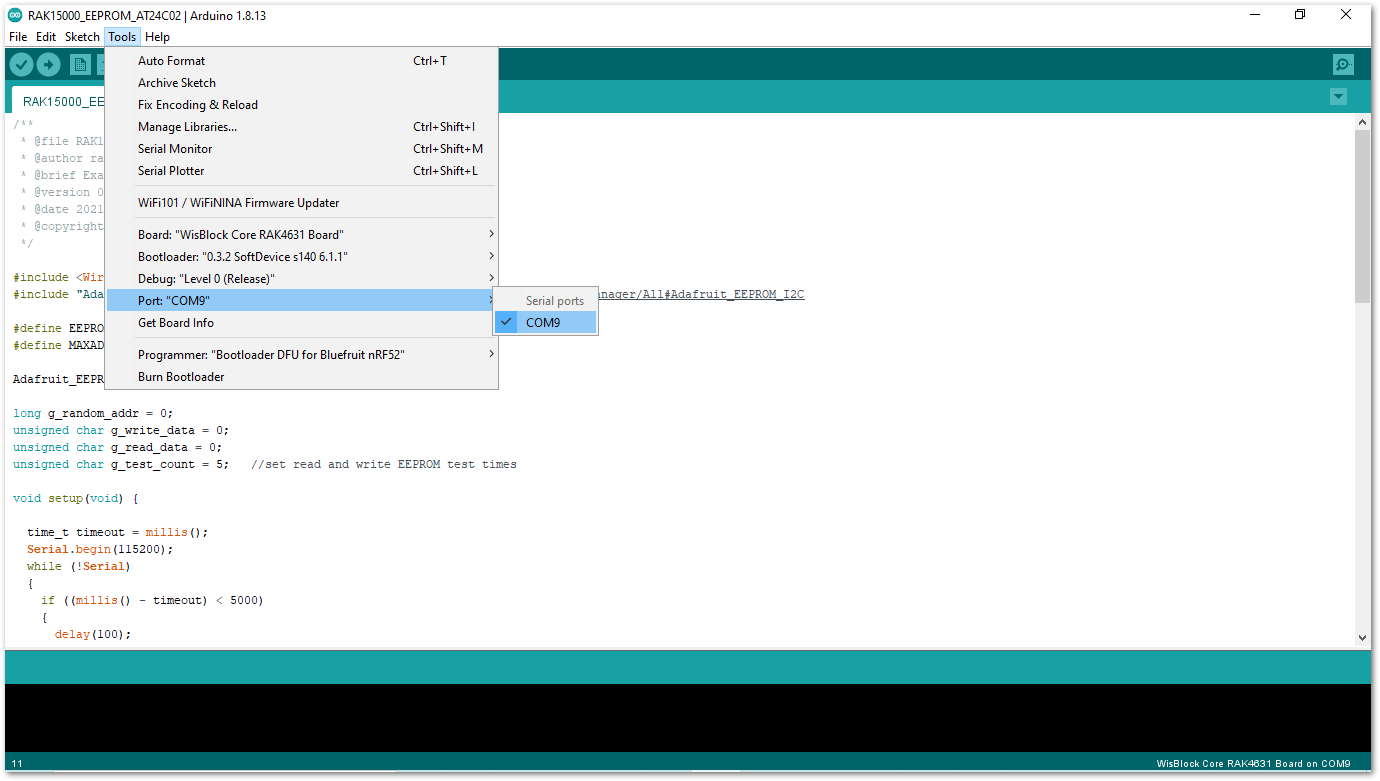 RAK15000_EEPROM_AT24C02 | Arduino 1.8.13
File Edit Sketch Tools Help
Auto Format Ctrl+T
Archive Sketch
Fix Encoding & Reload
Manage Libraries... Ctrl+Shift+I
Serial Monitor Ctrl+Shift+M
Serial Plotter Ctrl+Shift+L
WiFi101 / WiFiNINA Firmware Updater
Board: "WisBlock Core RAK4631 Board"
Bootloader: "0.3.2 SoftDevice s140 6.1.1"
Debug: "Level 0 (Release)"
Port: "COM9"
Get Board Info
Programmer: "Bootloader DFU for Bluefruit nRF52"
Burn Bootloader
Serial ports
COM9
RAK15000_EE
/**
* @file RAK1
* @author ra
* @brief Exa
* @version 0
* @date 2021
* @copyright
*/
#include <Wir
#include "Ada nager/All#Adafruit_EEPROM_I2C
#define EEPRO
#define MAXAD
Adafruit_EEPR
long g_random_addr = 0;
unsigned char g_write_data = 0;
unsigned char g_read_data = 0;
unsigned char g_test_count = 5; //set read and write EEPROM test times
void setup(void) {
time_t timeout = millis();
Serial.begin(115200);
while (!Serial)
{
if ((millis() - timeout) < 5000)
{
delay(100);
11
WisBlock Core RAK4631 Board on COM9